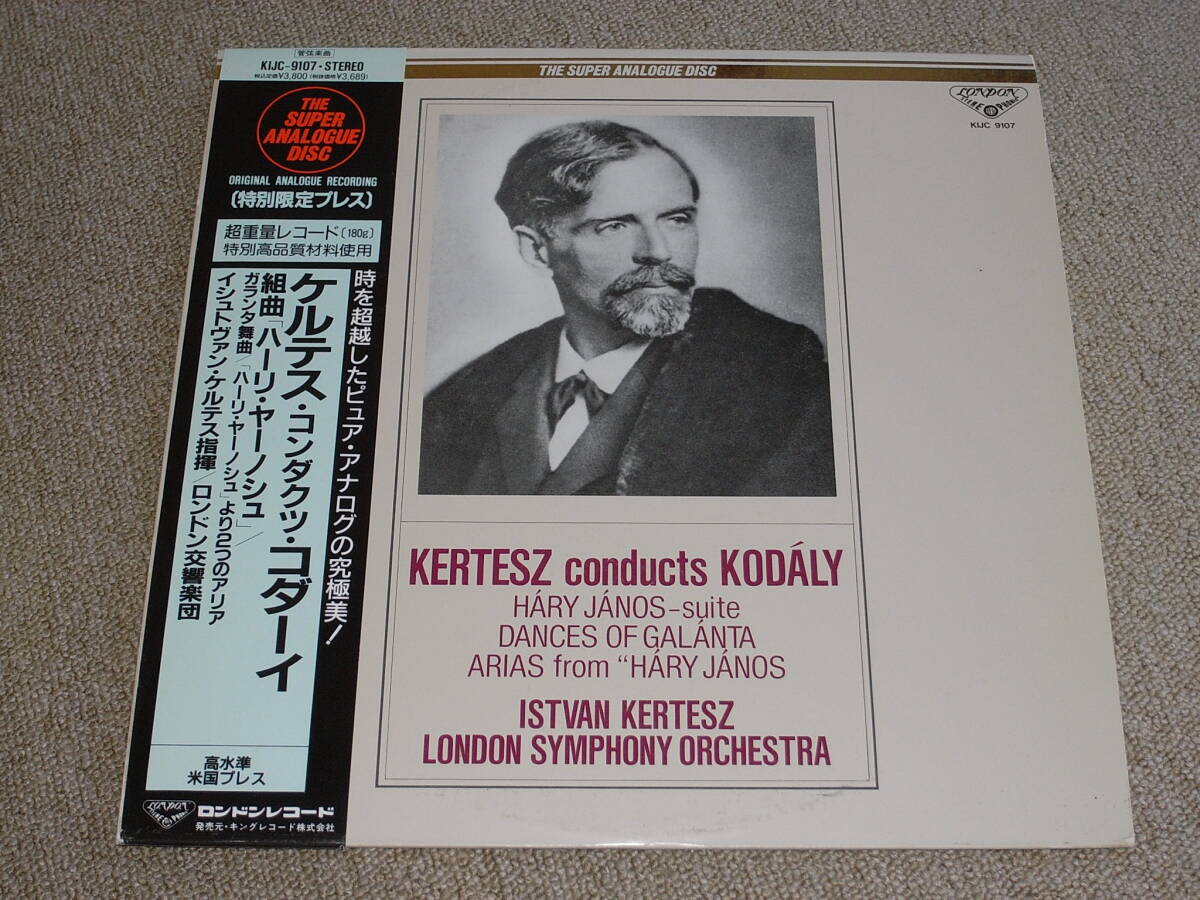 [管弦楽曲]
KIJC-9107・STEREO
税込定価¥3,800(税抜価格¥3,689)
THE
SUPER
ANALOGUE
DISC
ORIGINAL ANALOGUE RECORDING
(特別限定プレス)
超重量レコード(180g)
特別高品質材料使用
時を超越したピュア・アナログの究極美!
ケルテス・コンダクツ・コダーイ
組曲「ハーリ・ヤーノシュ」/
ガランタ舞曲/「ハーリ・ヤーノシュ」より2つのアリア
イシュトヴァン・ケルテス指揮/ロンドン交響楽団
高水準
米国プレス
LONDON
ロンドンレコード
発売元・キングレコード株式会社
THE SUPER ANALOGUE DISC
LONDON
KIJC 9107
KERTESZ conducts KODÁLY
HÁRY JÁNOS–suite
DANCES OF GALÁNTA
ARIAS from “HÁRY JÁNOS
ISTVAN KERTESZ
LONDON SYMPHONY ORCHESTRA